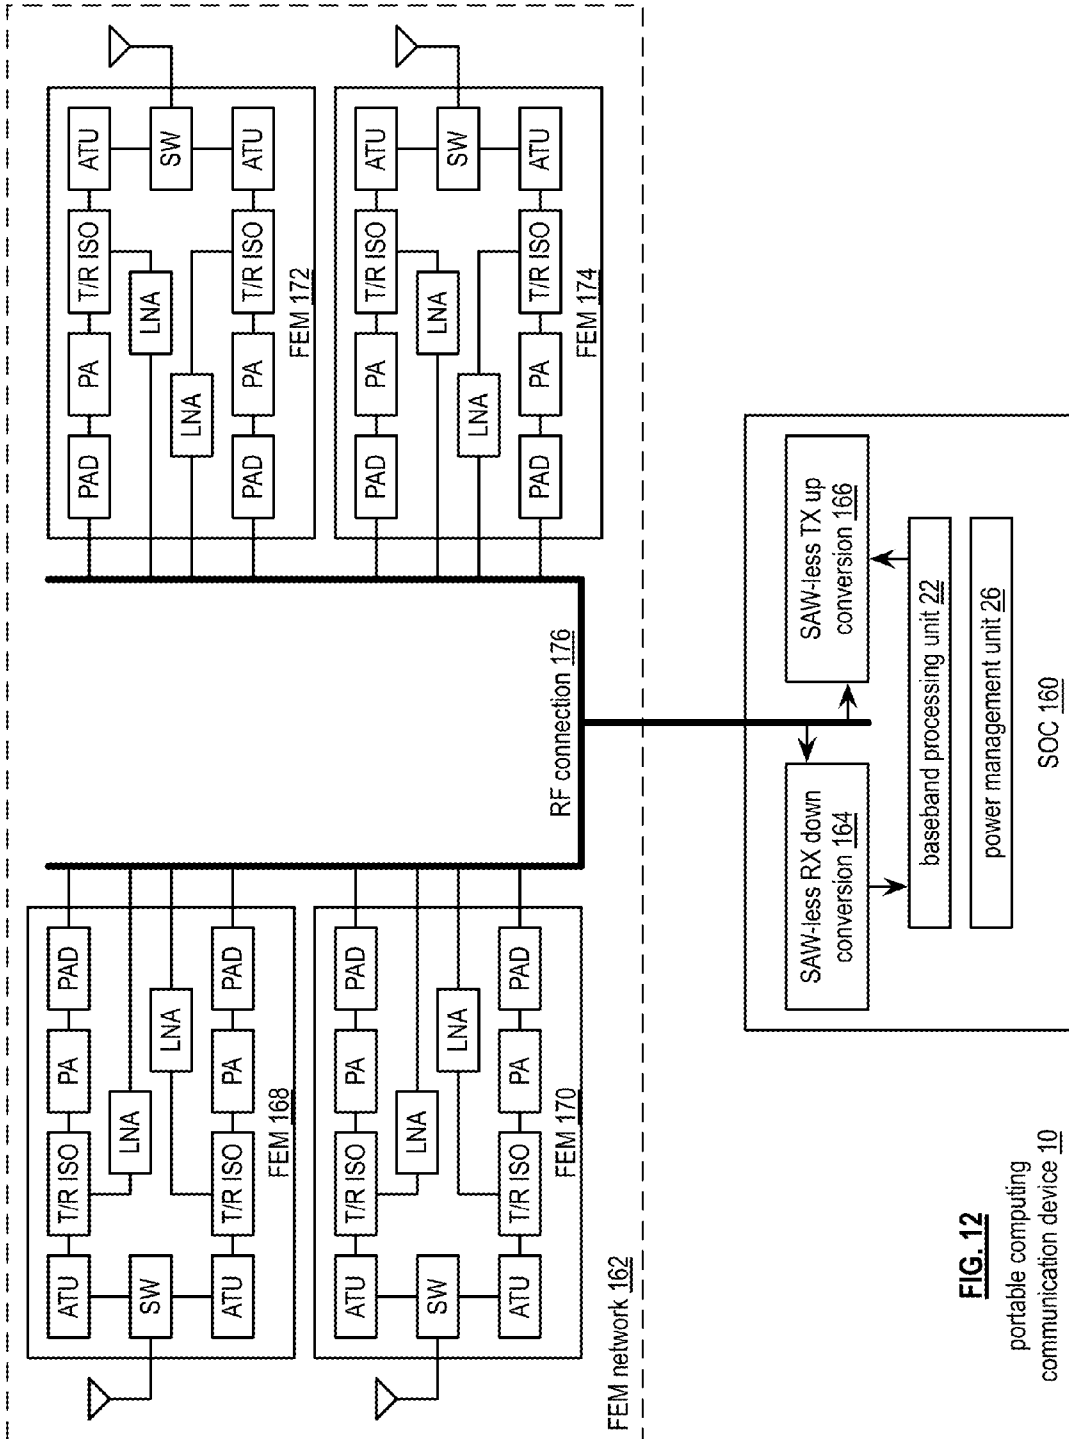 ATU
T/R ISO
PA
PAD
SW
LNA
LNA
ATU
T/R ISO
PA
PAD
FEM 168
PAD
PA
T/R ISO
ATU
LNA
LNA
SW
PAD
PA
T/R ISO
ATU
FEM 172
ATU
T/R ISO
PA
PAD
SW
LNA
LNA
ATU
T/R ISO
PA
PAD
FEM 170
PAD
PA
T/R ISO
ATU
LNA
LNA
SW
PAD
PA
T/R ISO
ATU
FEM 174
RF connection 176
FEM network 162
SAW-less RX down
conversion 164
SAW-less TX up
conversion 166
baseband processing unit 22
power management unit 26
SOC 160
FIG. 12
portable computing
communication device 10